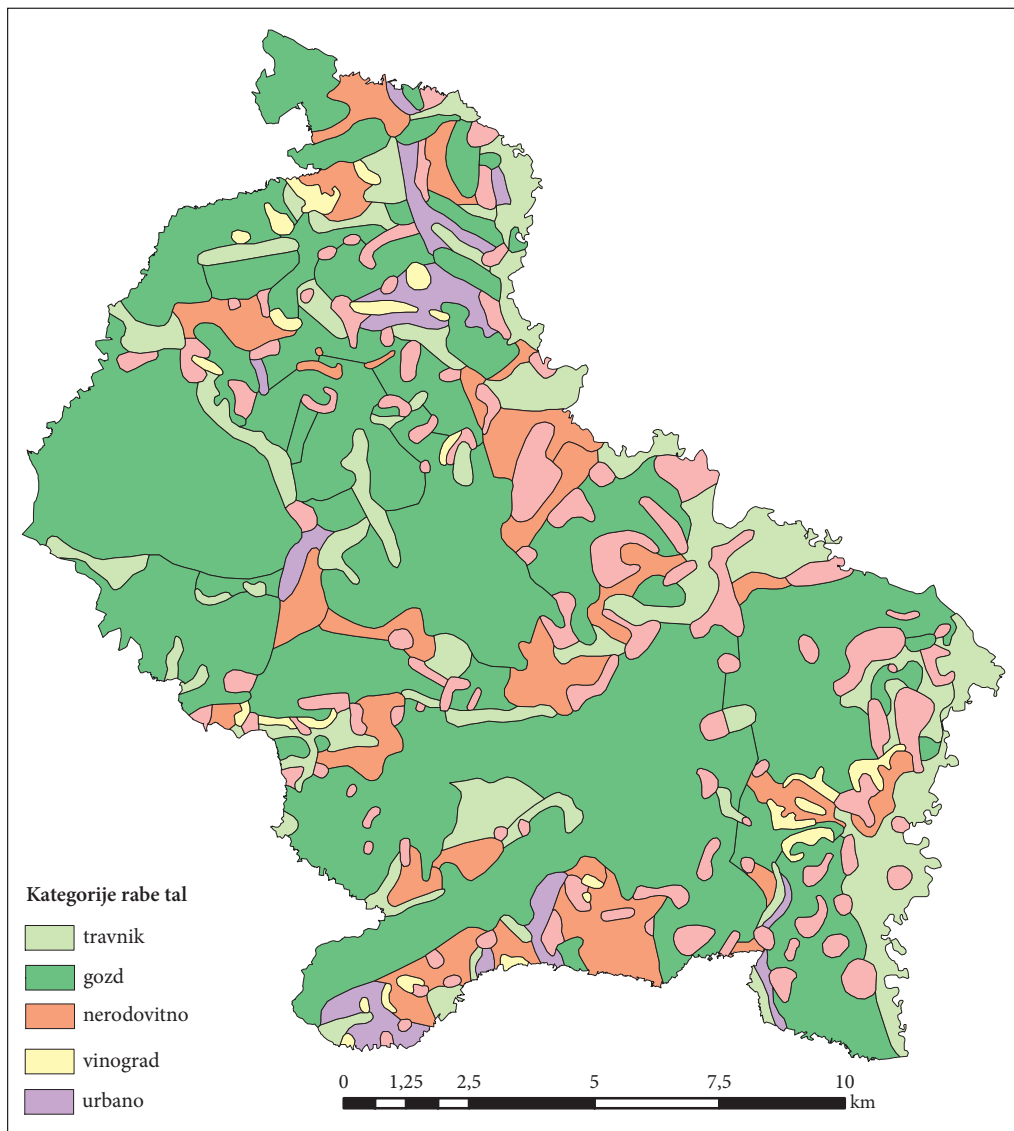 Kategorije rabe tal
travnik
gozd
nerodovitno
vinograd
urbano
0 1,25 2,5 5 7,5 10
km